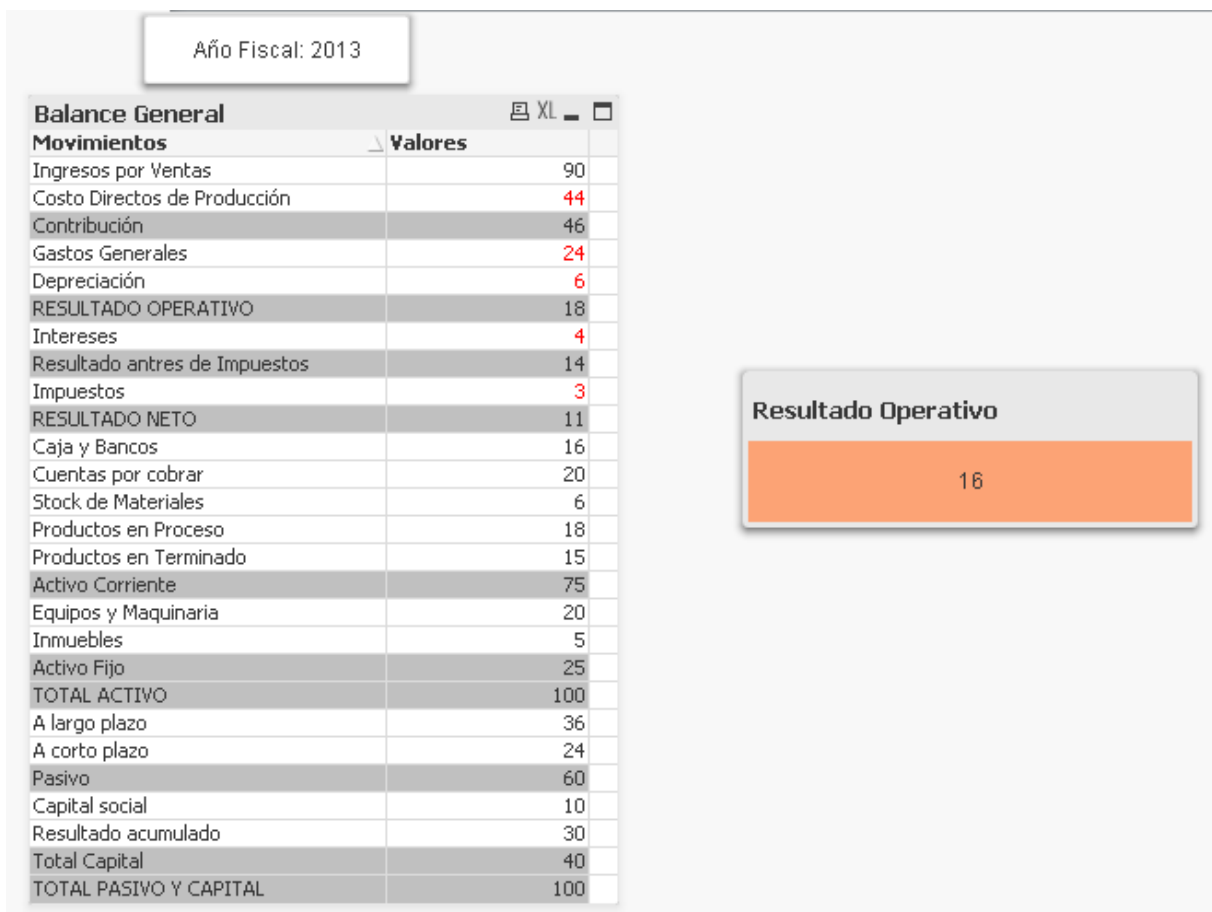 Año Fiscal: 2013
Balance General XL
Movimientos Valores
Ingresos por Ventas 90
Costo Directos de Producción 44
Contribución 46
Gastos Generales 24
Depreciación 6
RESULTADO OPERATIVO 18
Intereses 4
Resultado antres de Impuestos 14
Impuestos 3
RESULTADO NETO 11
Caja y Bancos 16
Cuentas por cobrar 20
Stock de Materiales 6
Productos en Proceso 18
Productos en Terminado 15
Activo Corriente 75
Equipos y Maquinaria 20
Inmuebles 5
Activo Fijo 25
TOTAL ACTIVO 100
A largo plazo 36
A corto plazo 24
Pasivo 60
Capital social 10
Resultado acumulado 30
Total Capital 40
TOTAL PASIVO Y CAPITAL 100
Resultado Operativo
16